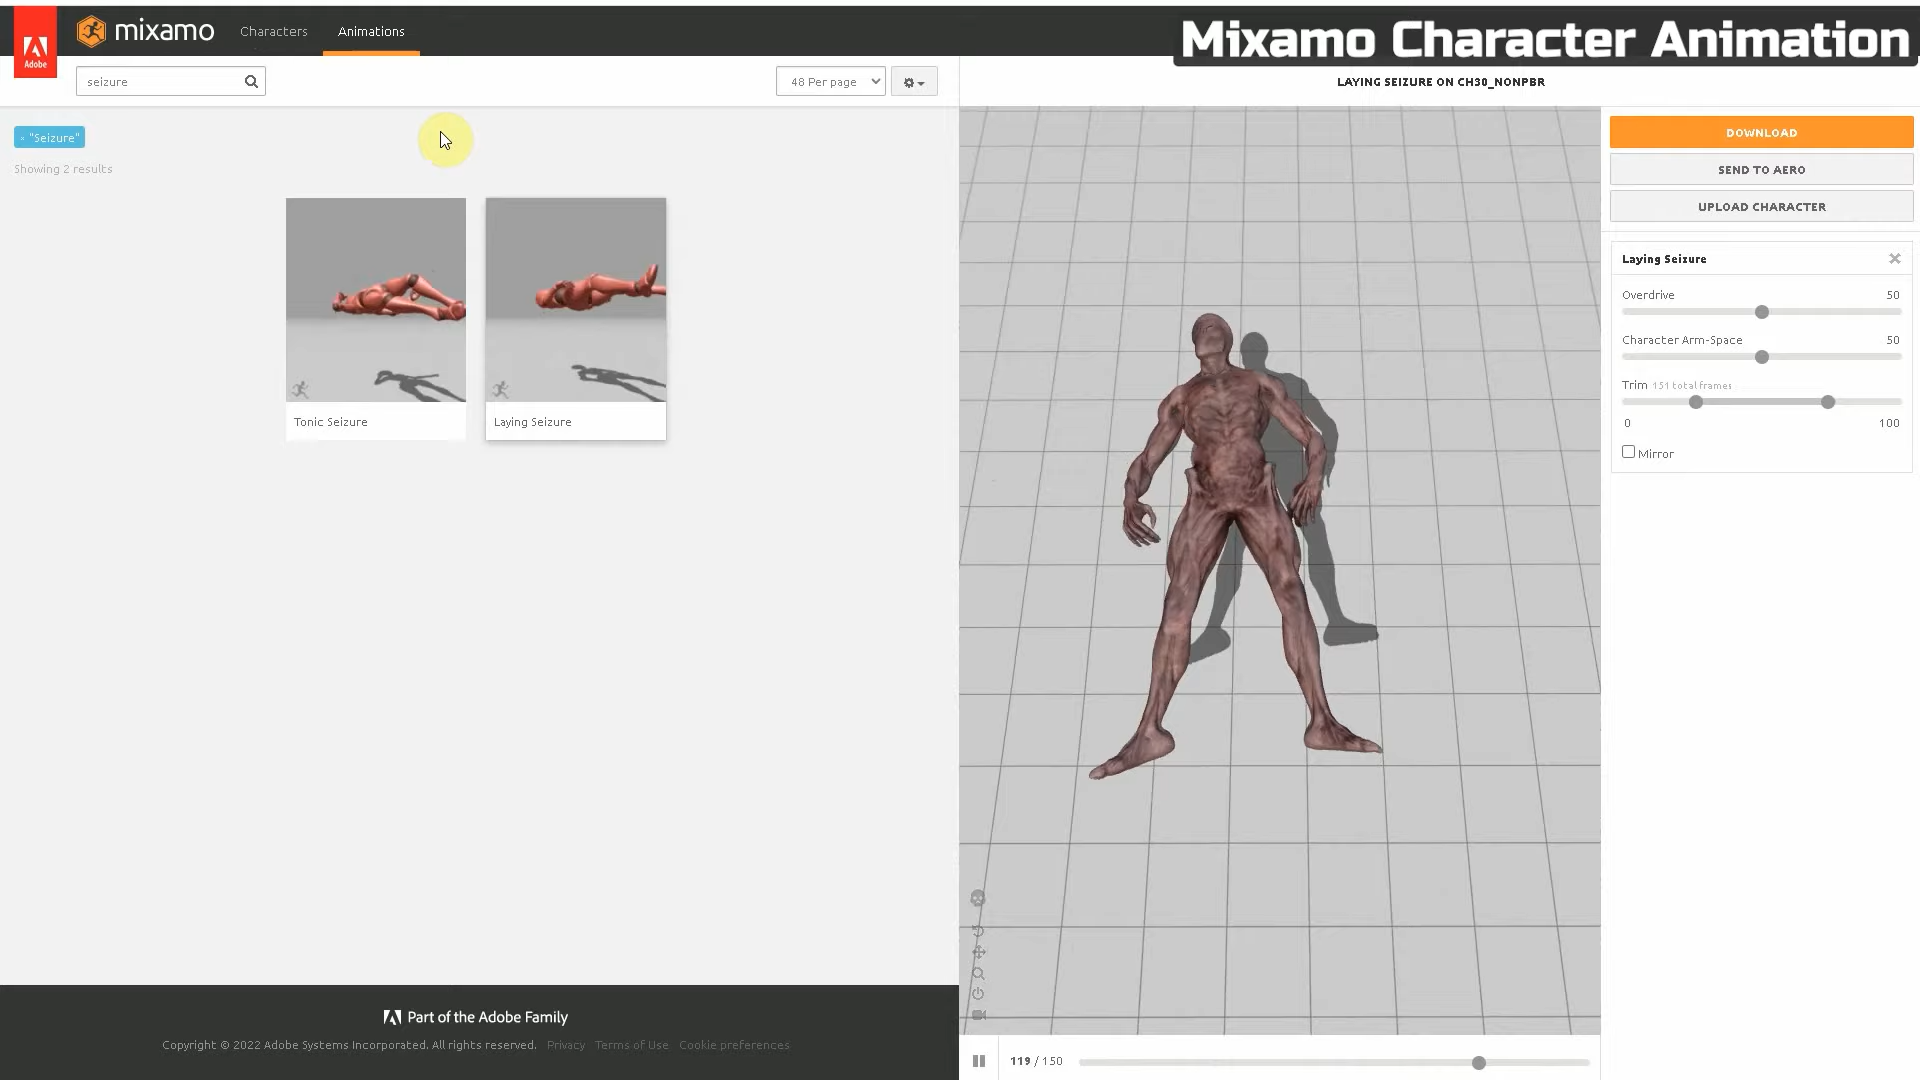 Adobe
mixamo
Characters
Animations
Mixamo Character Animation
seizure
48 Per page
LAYING SEIZURE ON CH30_NONPBR
× "Seizure"
Showing 2 results
Tonic Seizure
Laying Seizure
DOWNLOAD
SEND TO AERO
UPLOAD CHARACTER
Laying Seizure
Overdrive 50
Character Arm-Space 50
Trim 151 total frames
0 100
Mirror
Part of the Adobe Family
Copyright © 2022 Adobe Systems Incorporated. All rights reserved. Privacy Terms of Use Cookie preferences
119 / 150